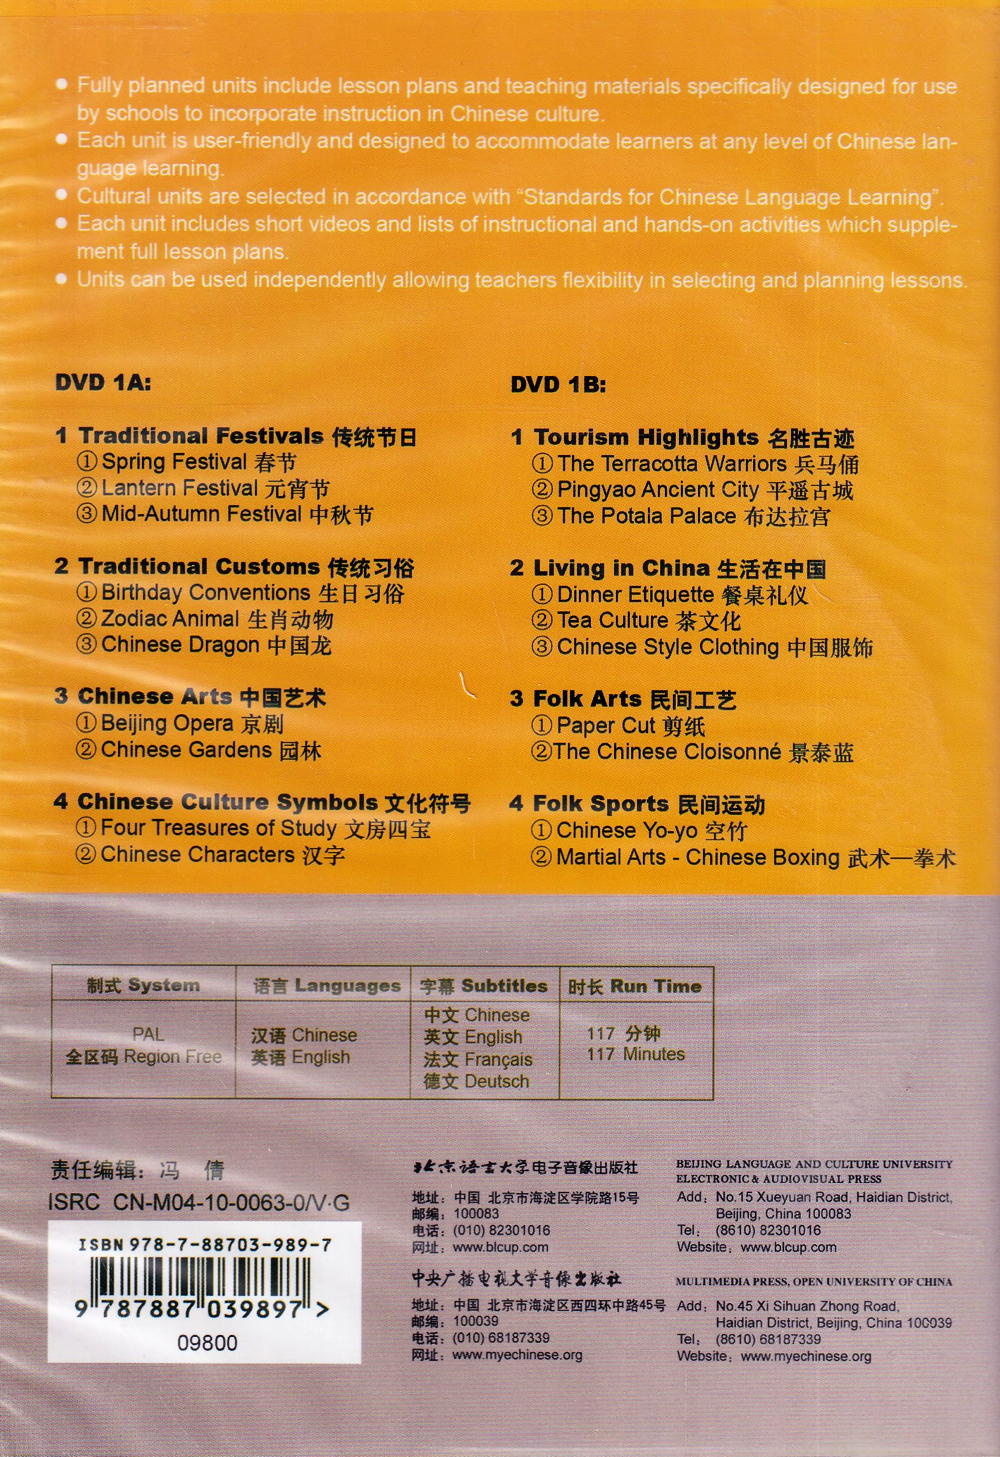 ● Fully planned units include lesson plans and teaching materials specifically designed for use
by schools to incorporate instruction in Chinese culture.
● Each unit is user-friendly and designed to accommodate learners at any level of Chinese lan-
guage learning.
● Cultural units are selected in accordance with “Standards for Chinese Language Learning”.
● Each unit includes short videos and lists of instructional and hands-on activities which supple-
ment full lesson plans.
● Units can be used independently allowing teachers flexibility in selecting and planning lessons.
DVD 1A:
1 Traditional Festivals 传统节日
①Spring Festival 春节
②Lantern Festival 元宵节
③Mid-Autumn Festival 中秋节
2 Traditional Customs 传统习俗
①Birthday Conventions 生日习俗
②Zodiac Animal 生肖动物
③Chinese Dragon 中国龙
3 Chinese Arts 中国艺术
①Beijing Opera 京剧
②Chinese Gardens 园林
4 Chinese Culture Symbols 文化符号
①Four Treasures of Study 文房四宝
②Chinese Characters 汉字
DVD 1B:
1 Tourism Highlights 名胜古迹
①The Terracotta Warriors 兵马俑
②Pingyao Ancient City 平遥古城
③The Potala Palace 布达拉宫
2 Living in China 生活在中国
①Dinner Etiquette 餐桌礼仪
②Tea Culture 茶文化
③Chinese Style Clothing 中国服饰
3 Folk Arts 民间工艺
①Paper Cut 剪纸
②The Chinese Cloisonné 景泰蓝
4 Folk Sports 民间运动
①Chinese Yo-yo 空竹
②Martial Arts - Chinese Boxing 武术—拳术
制式 System
PAL
全区码 Region Free
语言 Languages
汉语 Chinese
英语 English
字幕 Subtitles
中文 Chinese
英文 English
法文 Français
德文 Deutsch
时长 Run Time
117 分钟
117 Minutes
责任编辑：冯 倩
ISRC CN-M04-10-0063-0/V·G
ISBN 978-7-88703-989-7
9 787887 039897 >
09800
北京语言大学电子音像出版社
地址：中国 北京市海淀区学院路15号
邮编：100083
电话：(010) 82301016
网址：www.blcup.com
中央广播电视大学音像出版社
地址：中国 北京市海淀区西四环中路45号
邮编：100039
电话：(010) 68187339
网址：www.myechinese.org
BEIJING LANGUAGE AND CULTURE UNIVERSITY
ELECTRONIC & AUDIOVISUAL PRESS
Add：No.15 Xueyuan Road, Haidian District,
Beijing, China 100083
Tel：(8610) 82301016
Website：www.blcup.com
MULTIMEDIA PRESS, OPEN UNIVERSITY OF CHINA
Add：No.45 Xi Sihuan Zhong Road,
Haidian District, Beijing, China 100039
Tel：(8610) 68187339
Website：www.myechinese.org